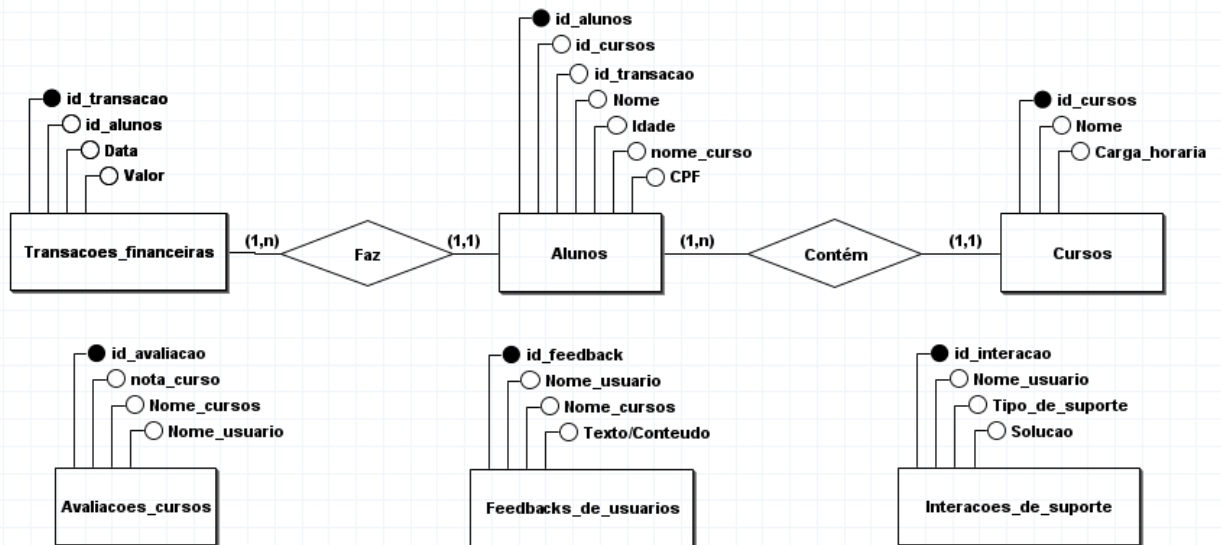 id_alunos
id_cursos
id_transacao
Nome
Idade
nome_curso
CPF
id_transacao
id_alunos
Data
Valor
id_cursos
Nome
Carga_horaria
Transacoes_financeiras
(1,n)
Faz
(1,1)
Alunos
(1,n)
Contém
(1,1)
Cursos
id_avaliacao
nota_curso
Nome_cursos
Nome_usuario
Avaliacoes_cursos
id_feedback
Nome_usuario
Nome_cursos
Texto/Conteudo
Feedbacks_de_usuarios
id_interacao
Nome_usuario
Tipo_de_suporte
Solucao
Interacoes_de_suporte